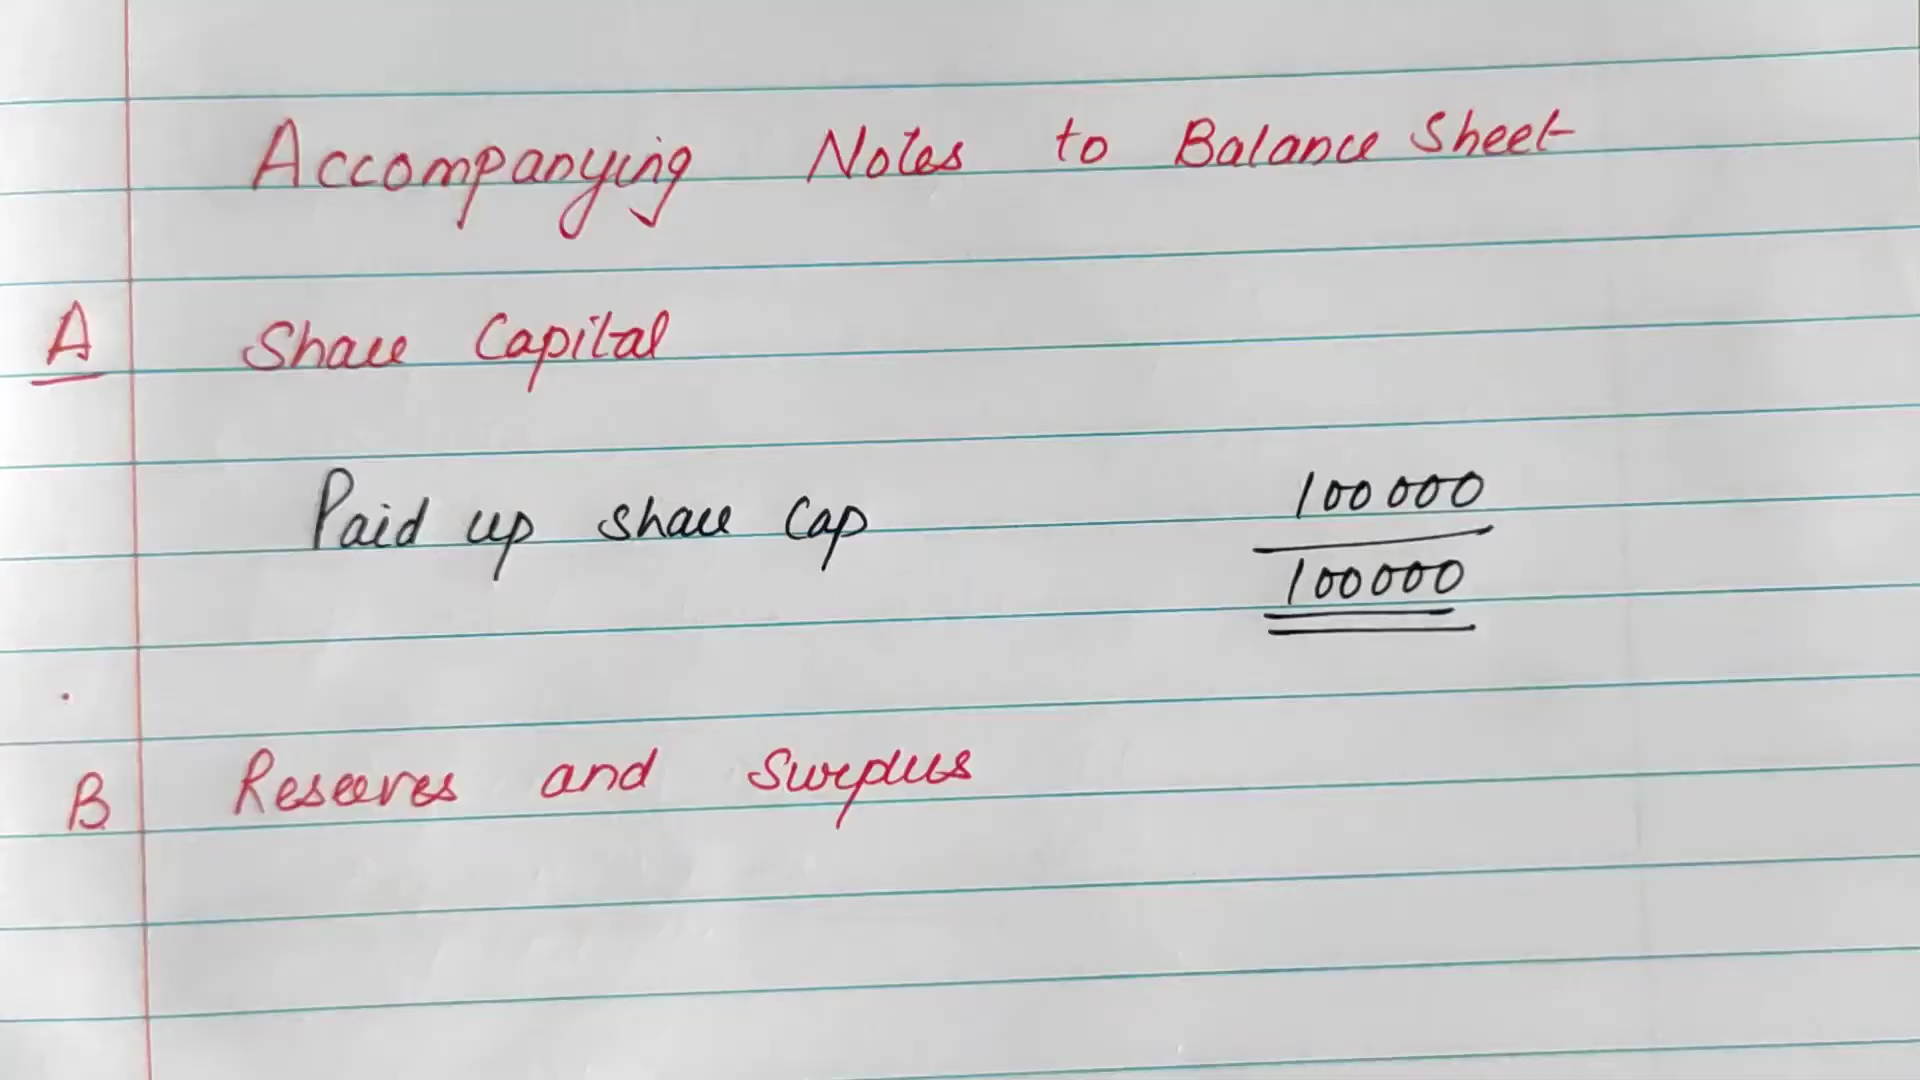 Accompanying Notes to Balance Sheet
A Share Capital
Paid up share cap 100000
100000
B Reserves and Surplus